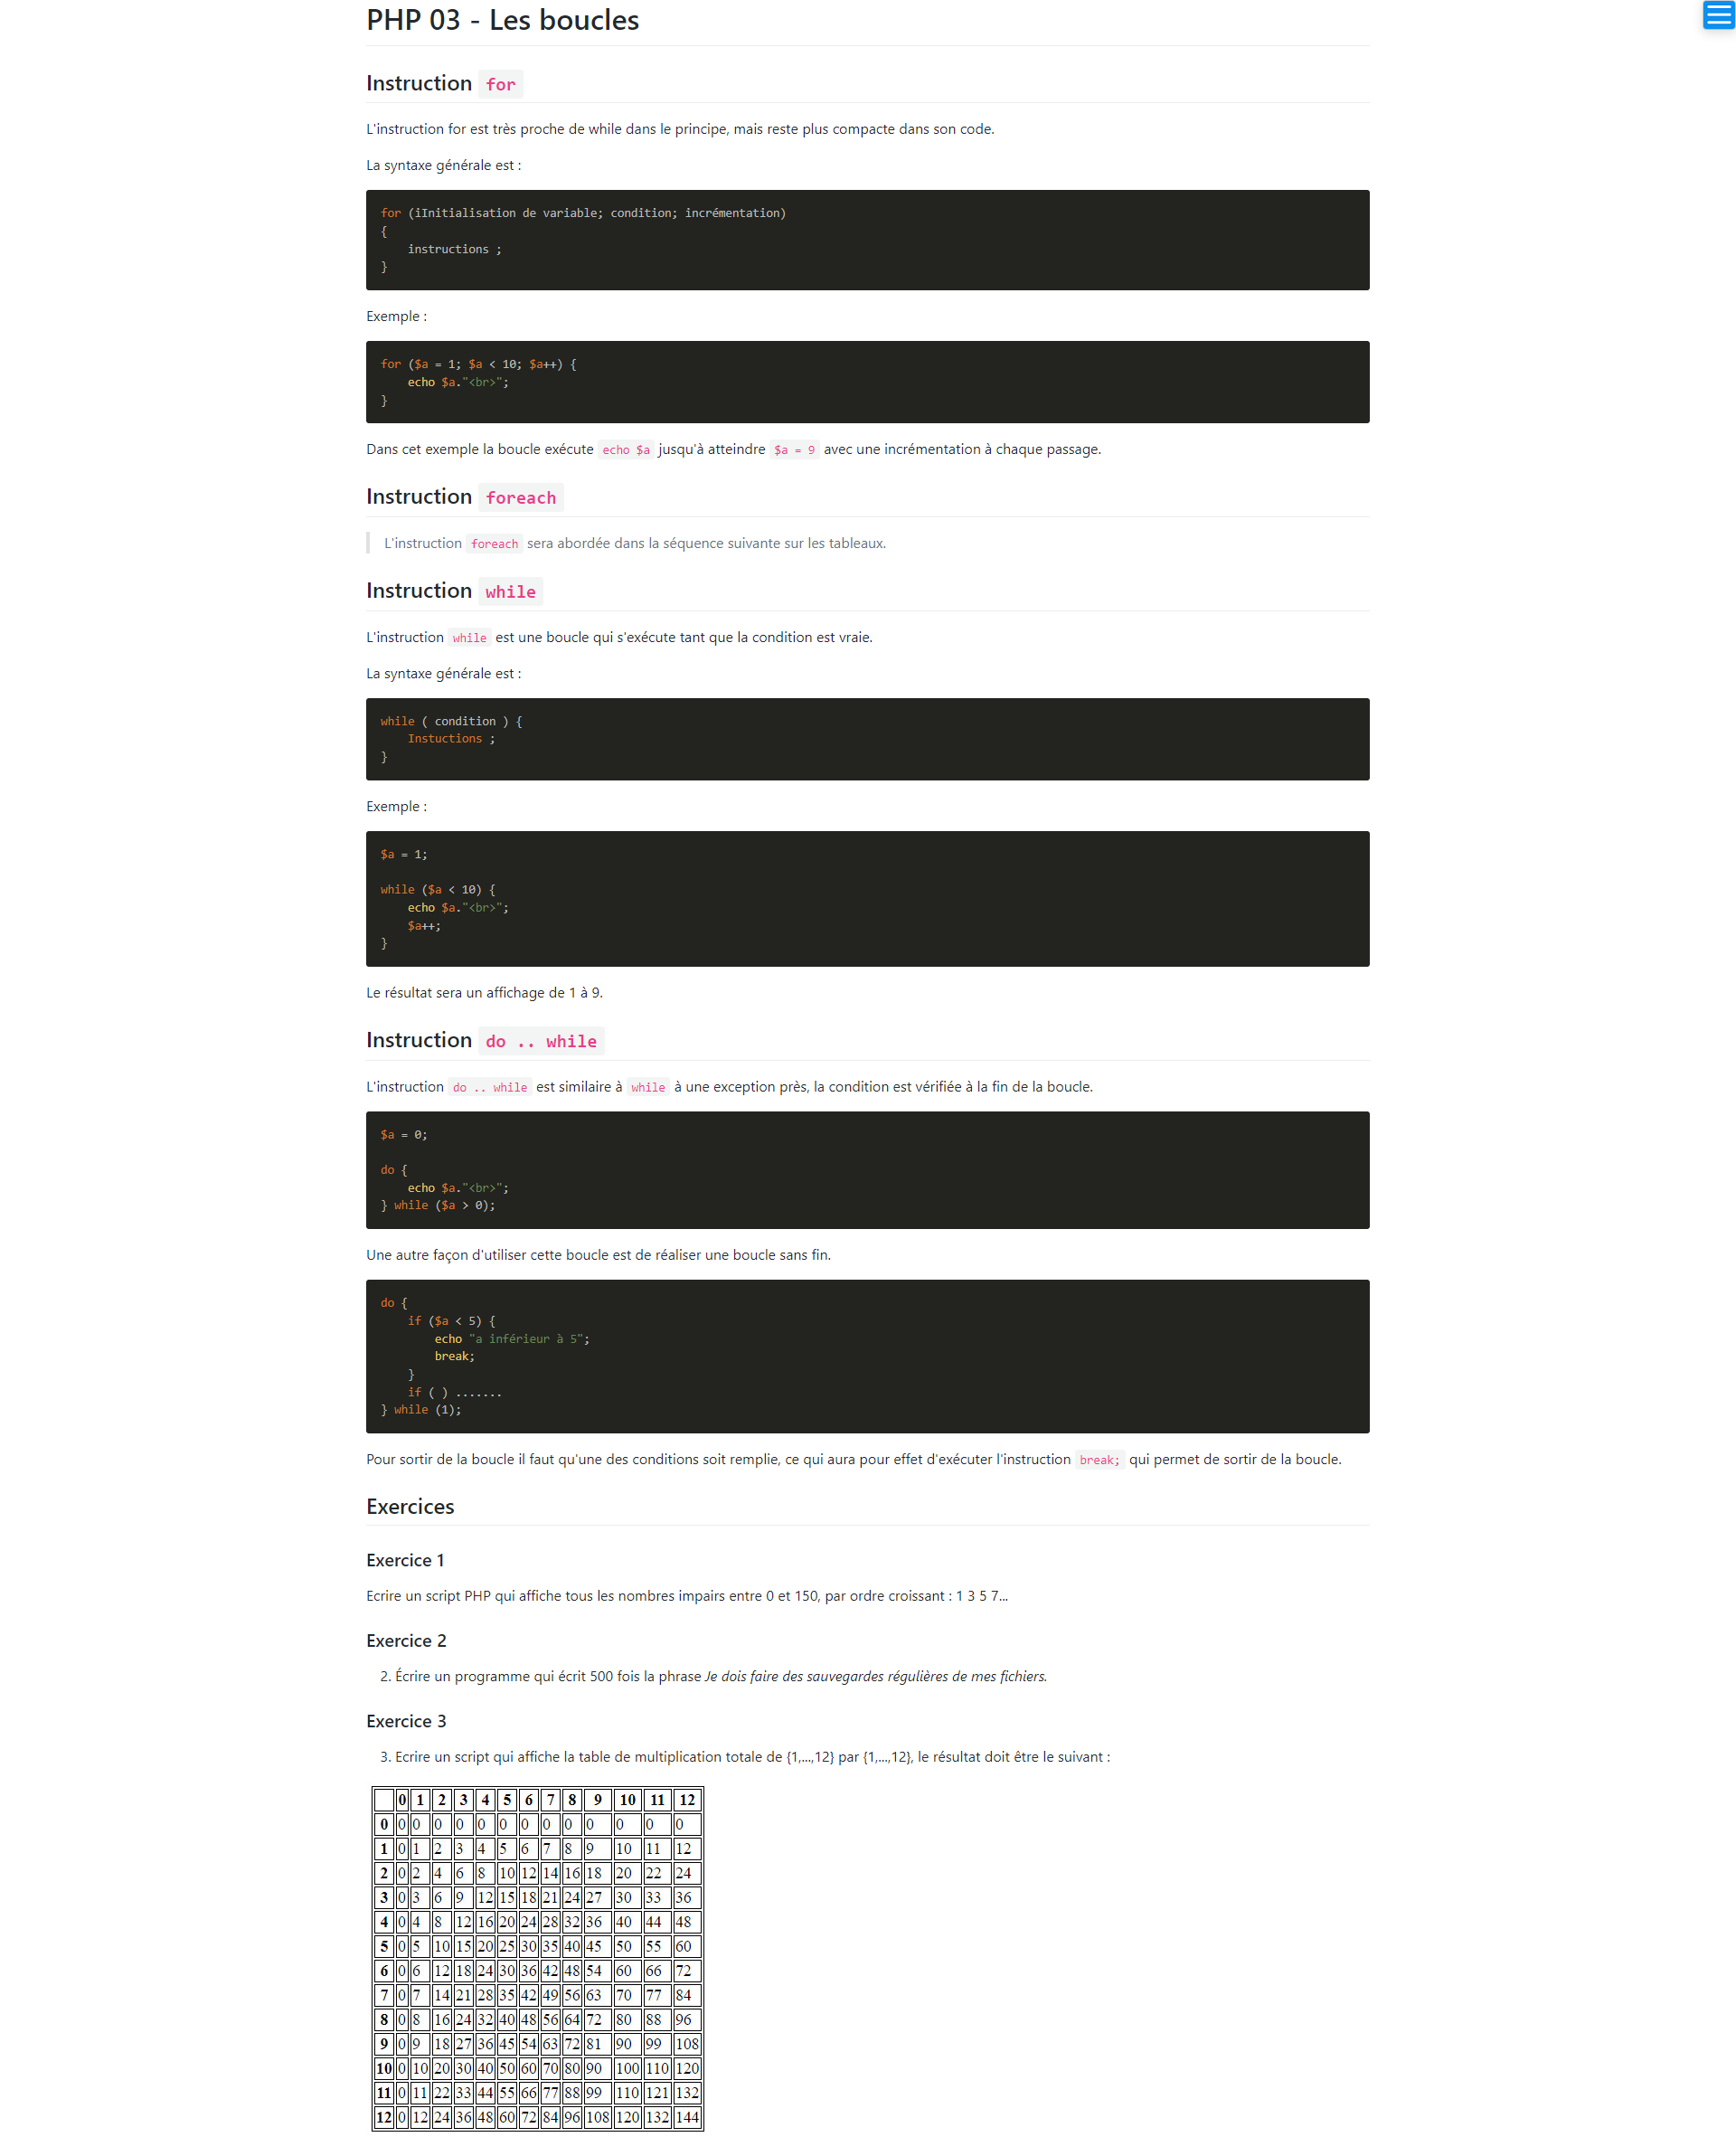 PHP 03 - Les boucles
Instruction for
L'instruction for est très proche de while dans le principe, mais reste plus compacte dans son code.
La syntaxe générale est :
for (iInitialisation de variable; condition; incrémentation)
{
    instructions ;
}
Exemple :
for ($a = 1; $a < 10; $a++) {
    echo $a."<br>";
}
Dans cet exemple la boucle exécute echo $a jusqu'à atteindre $a = 9 avec une incrémentation à chaque passage.
Instruction foreach
L'instruction foreach sera abordée dans la séquence suivante sur les tableaux.
Instruction while
L'instruction while est une boucle qui s'exécute tant que la condition est vraie.
La syntaxe générale est :
while ( condition ) {
    Instuctions ;
}
Exemple :
$a = 1;
while ($a < 10) {
    echo $a."<br>";
    $a++;
}
Le résultat sera un affichage de 1 à 9.
Instruction do .. while
L'instruction do .. while est similaire à while à une exception près, la condition est vérifiée à la fin de la boucle.
$a = 0;
do {
    echo $a."<br>";
} while ($a > 0);
Une autre façon d'utiliser cette boucle est de réaliser une boucle sans fin.
do {
    if ($a < 5) {
        echo "a inférieur à 5";
        break;
    }
    if ( ) .......
} while (1);
Pour sortir de la boucle il faut qu'une des conditions soit remplie, ce qui aura pour effet d'exécuter l'instruction break; qui permet de sortir de la boucle.
Exercices
Exercice 1
Ecrire un script PHP qui affiche tous les nombres impairs entre 0 et 150, par ordre croissant : 1 3 5 7...
Exercice 2
2. Écrire un programme qui écrit 500 fois la phrase Je dois faire des sauvegardes régulières de mes fichiers.
Exercice 3
3. Ecrire un script qui affiche la table de multiplication totale de {1,...,12} par {1,...,12}, le résultat doit être le suivant :
0 1 2 3 4 5 6 7 8 9 10 11 12
0 0 0 0 0 0 0 0 0 0 0 0 0 0
1 0 1 2 3 4 5 6 7 8 9 10 11 12
2 0 2 4 6 8 10 12 14 16 18 20 22 24
3 0 3 6 9 12 15 18 21 24 27 30 33 36
4 0 4 8 12 16 20 24 28 32 36 40 44 48
5 0 5 10 15 20 25 30 35 40 45 50 55 60
6 0 6 12 18 24 30 36 42 48 54 60 66 72
7 0 7 14 21 28 35 42 49 56 63 70 77 84
8 0 8 16 24 32 40 48 56 64 72 80 88 96
9 0 9 18 27 36 45 54 63 72 81 90 99 108
10 0 10 20 30 40 50 60 70 80 90 100 110 120
11 0 11 22 33 44 55 66 77 88 99 110 121 132
12 0 12 24 36 48 60 72 84 96 108 120 132 144